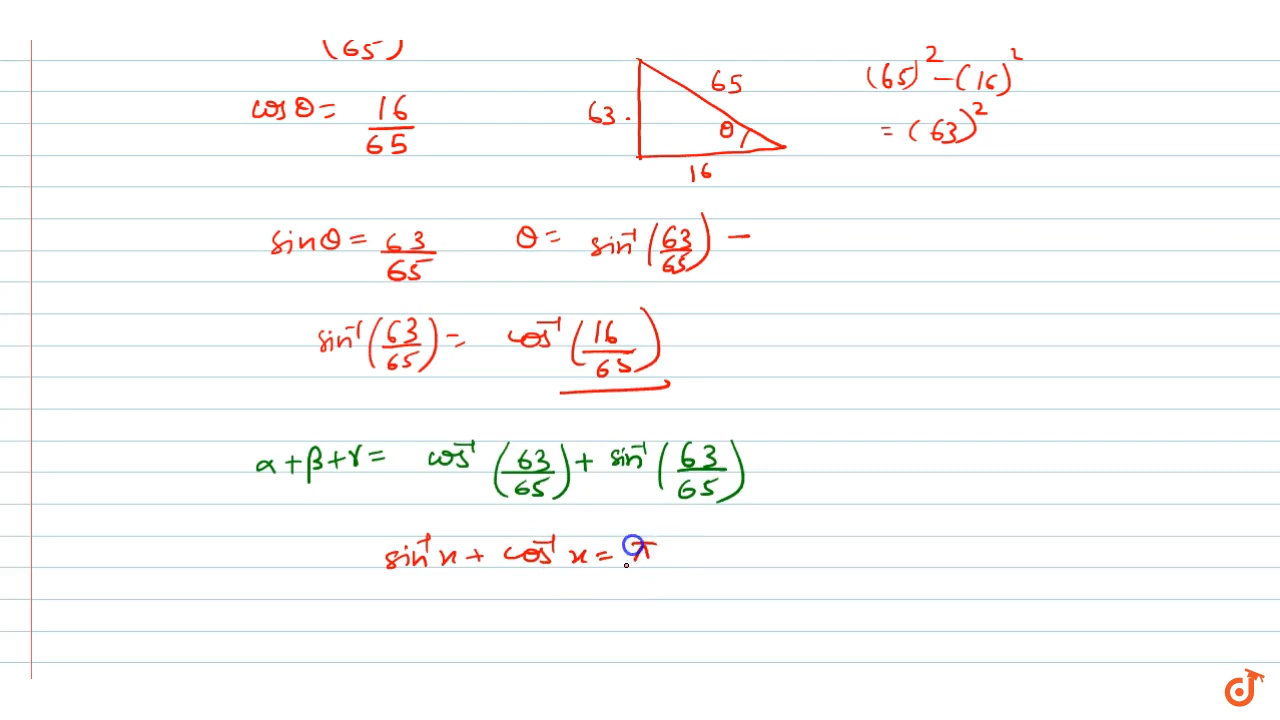 (65)
cos θ = 16/65
63 .
65
θ
16
(65)² - (16)²
= (63)²
sin θ = 63/65 θ = sin⁻¹(63/65) -
sin⁻¹(63/65) = cos⁻¹(16/65)
α + β + γ = cos⁻¹(63/65) + sin⁻¹(63/65)
sin⁻¹ x + cos⁻¹ x = π